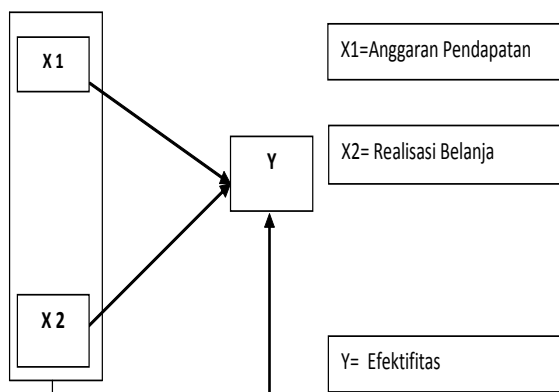 X 1
X1=Anggaran Pendapatan
Y
X2= Realisasi Belanja
X 2
Y= Efektifitas